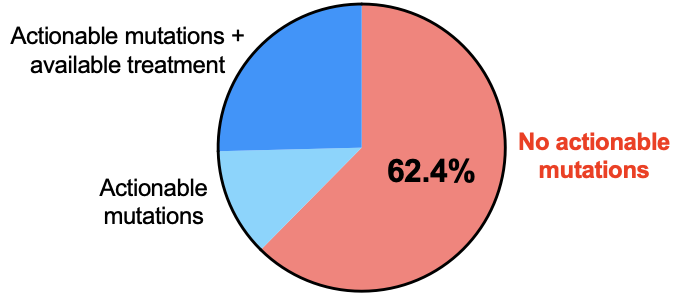 Actionable mutations +
available treatment
Actionable
mutations
62.4%
No actionable
mutations